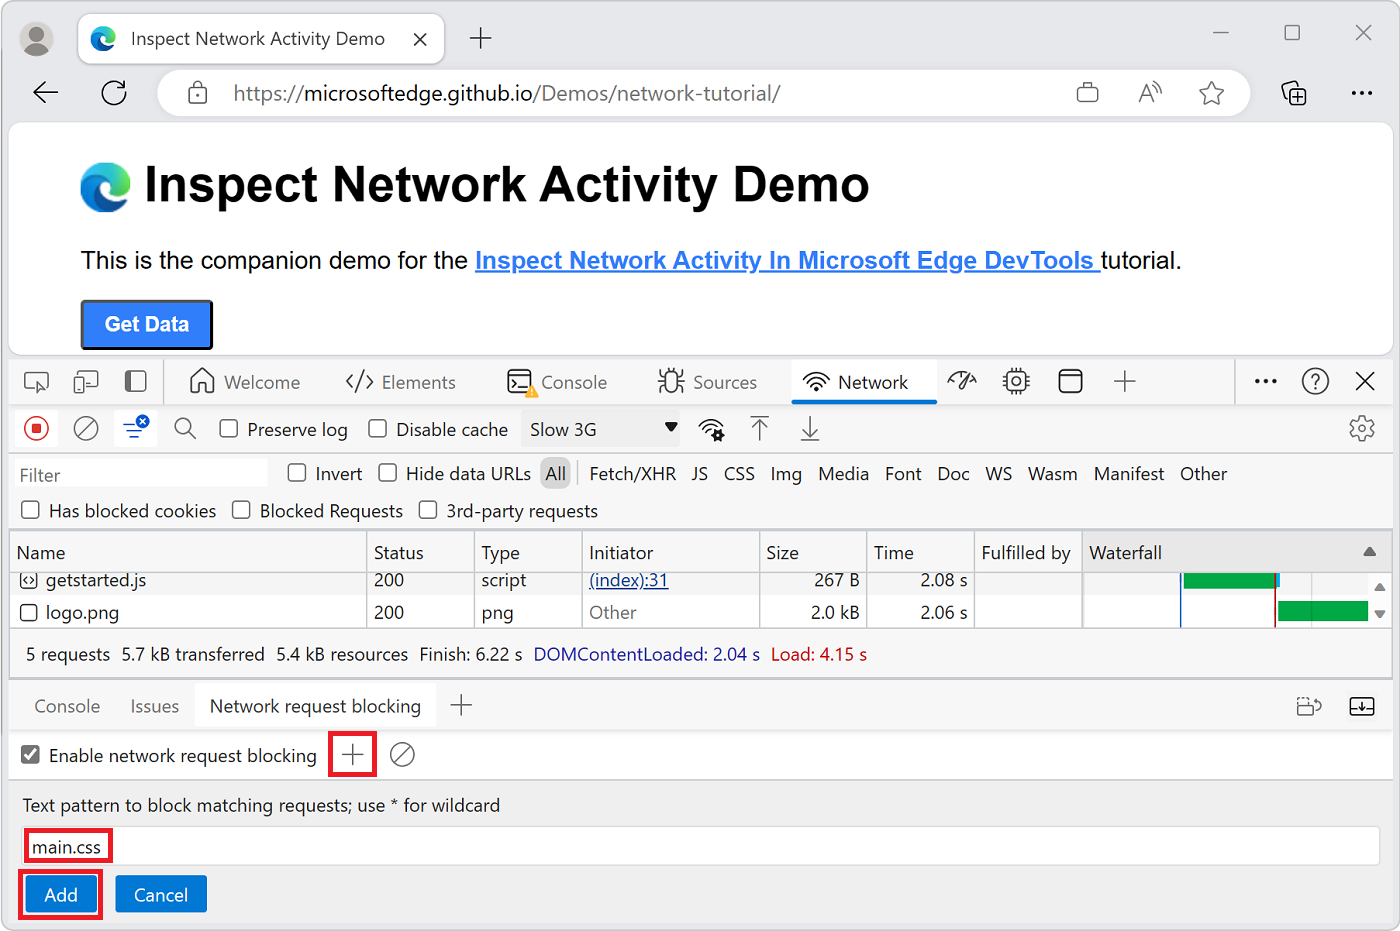 Inspect Network Activity Demo
https://microsoftedge.github.io/Demos/network-tutorial/
Inspect Network Activity Demo
This is the companion demo for the Inspect Network Activity In Microsoft Edge DevTools tutorial.
Get Data
Welcome Elements Console Sources Network
Preserve log Disable cache Slow 3G
Filter Invert Hide data URLs All Fetch/XHR JS CSS Img Media Font Doc WS Wasm Manifest Other
Has blocked cookies Blocked Requests 3rd-party requests
Name Status Type Initiator Size Time Fulfilled by Waterfall
getstarted.js 200 script (index):31 267 B 2.08 s
logo.png 200 png Other 2.0 kB 2.06 s
5 requests 5.7 kB transferred 5.4 kB resources Finish: 6.22 s DOMContentLoaded: 2.04 s Load: 4.15 s
Console Issues Network request blocking
Enable network request blocking
Text pattern to block matching requests; use * for wildcard
main.css
Add Cancel